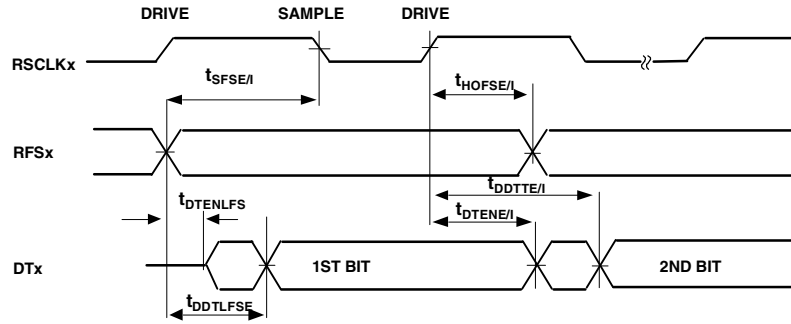 DRIVE SAMPLE DRIVE
RSCLKx
tSFSE/I tHOFSE/I
RFSx
tDDTTE/I
tDTENLFS tDTENE/I
DTx 1ST BIT 2ND BIT
tDDTLFSE